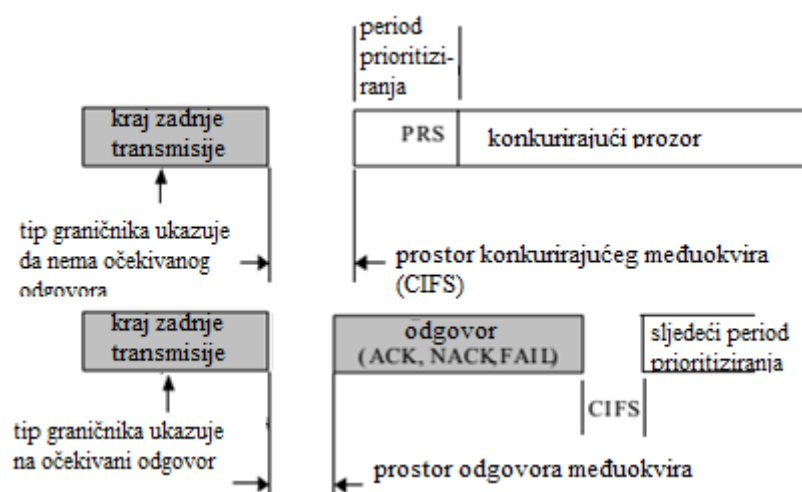 period
prioritizi-
ranja
kraj zadnje
transmisije
PRS
konkurirajući prozor
tip graničnika ukazuje
da nema očekivanog
odgovora
prostor konkurirajućeg međuokvira
(CIFS)
kraj zadnje
transmisije
odgovor
(ACK, NACK,FAIL)
sljedeći period
prioritiziranja
CIFS
tip graničnika ukazuje
na očekivani odgovor
prostor odgovora međuokvira